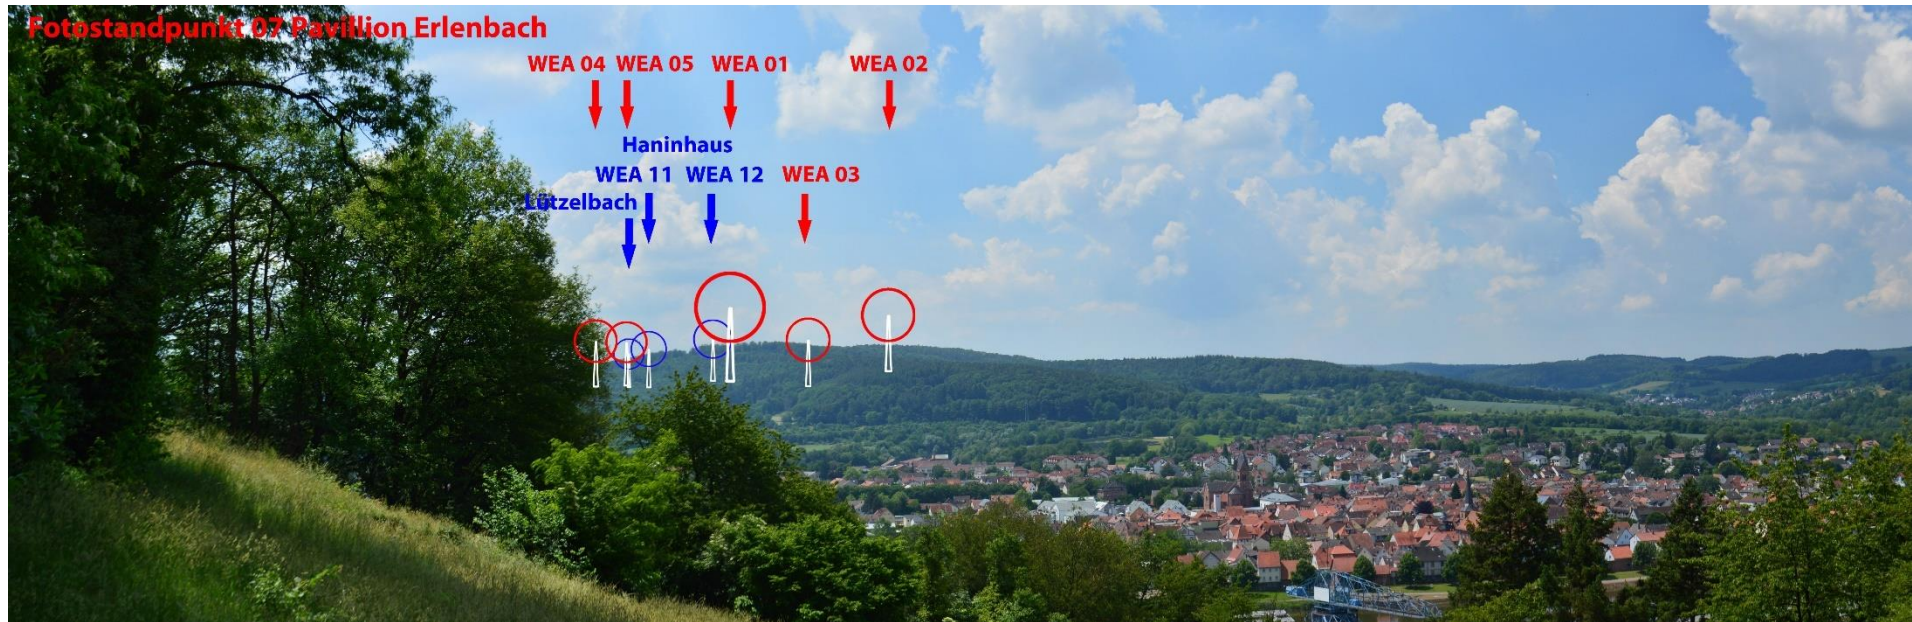 Fotostandpunkt 07 Pavillion Erlenbach
WEA 04 WEA 05 WEA 01 WEA 02
Haninhaus
WEA 11 WEA 12 WEA 03
Lützelbach